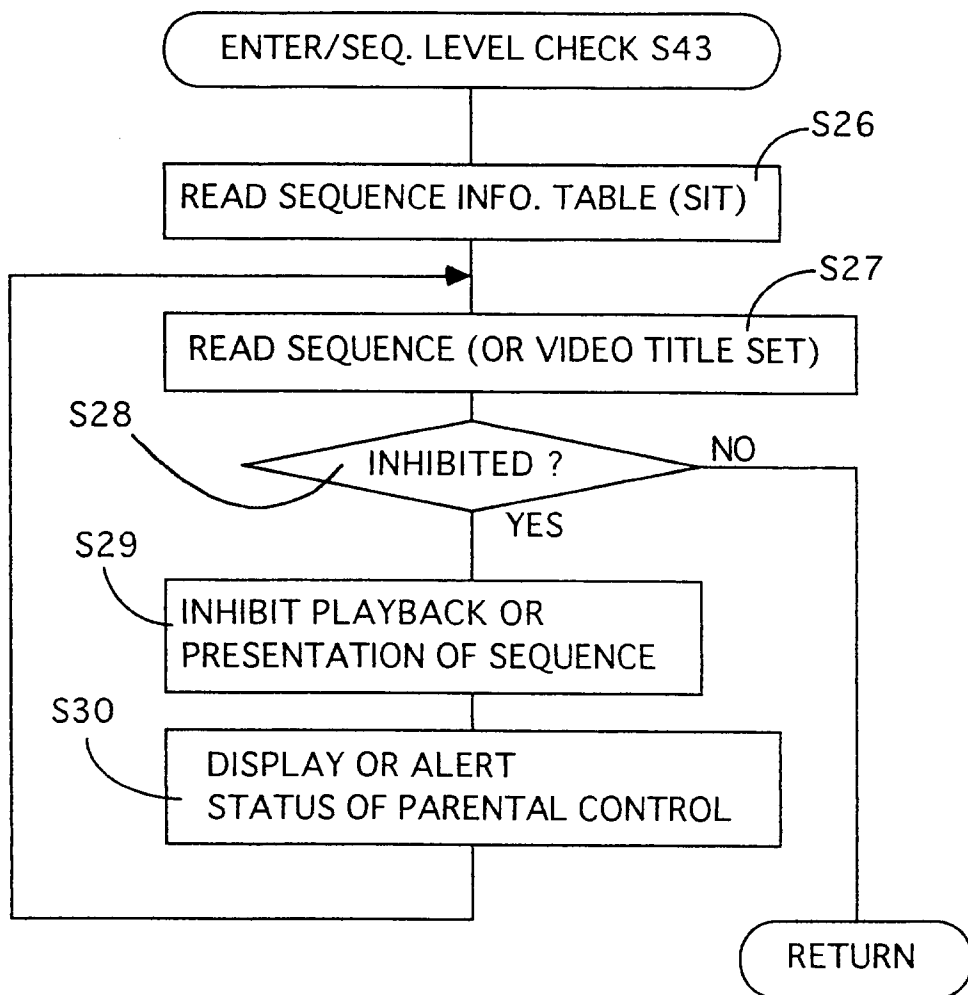 ENTER/SEQ. LEVEL CHECK S43
S26
READ SEQUENCE INFO. TABLE (SIT)
S27
READ SEQUENCE (OR VIDEO TITLE SET)
S28
INHIBITED ?
NO
YES
S29
INHIBIT PLAYBACK OR
PRESENTATION OF SEQUENCE
S30
DISPLAY OR ALERT
STATUS OF PARENTAL CONTROL
RETURN